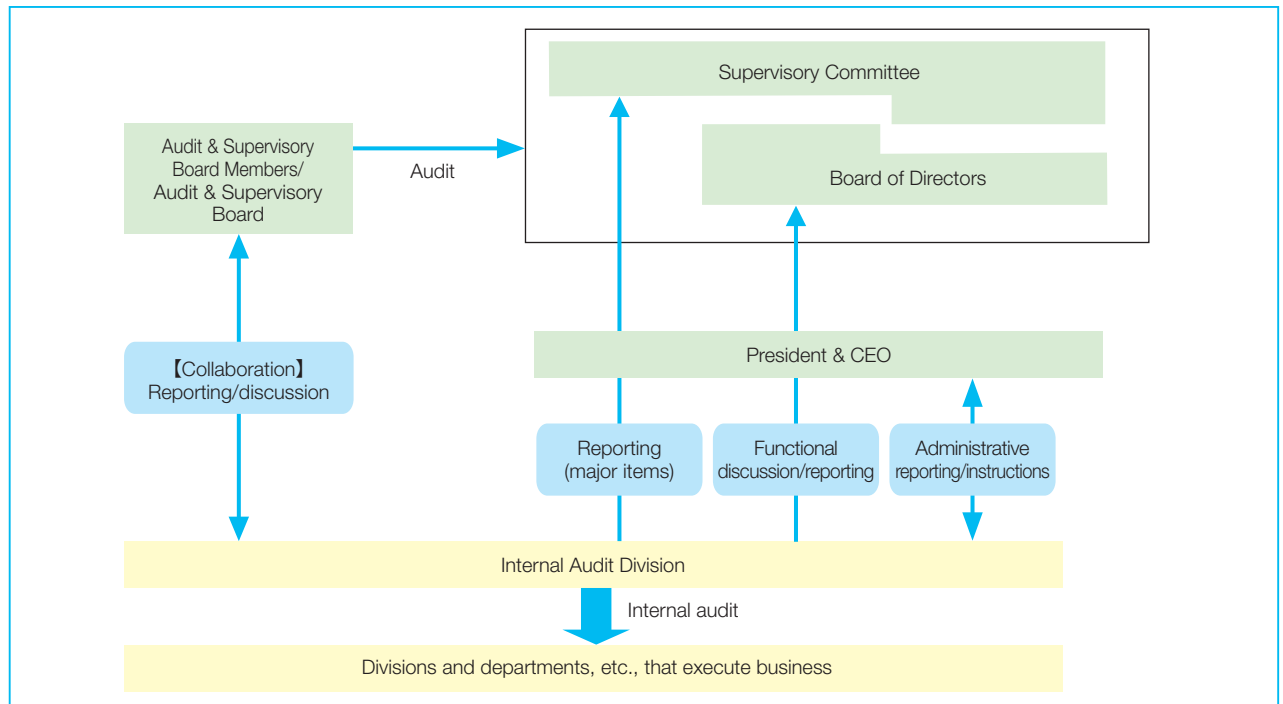 Supervisory Committee
Audit & Supervisory
Board Members/
Audit & Supervisory
Board
Audit
Board of Directors
President & CEO
【Collaboration】
Reporting/discussion
Reporting
(major items)
Functional
discussion/reporting
Administrative
reporting/instructions
Internal Audit Division
Internal audit
Divisions and departments, etc., that execute business